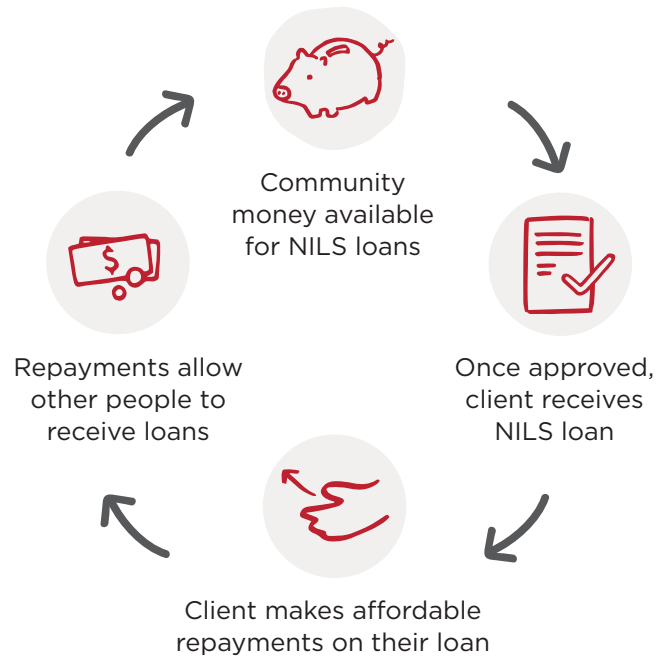 Community
money available
for NILS loans
Once approved,
client receives
NILS loan
Client makes affordable
repayments on their loan
Repayments allow
other people to
receive loans
$